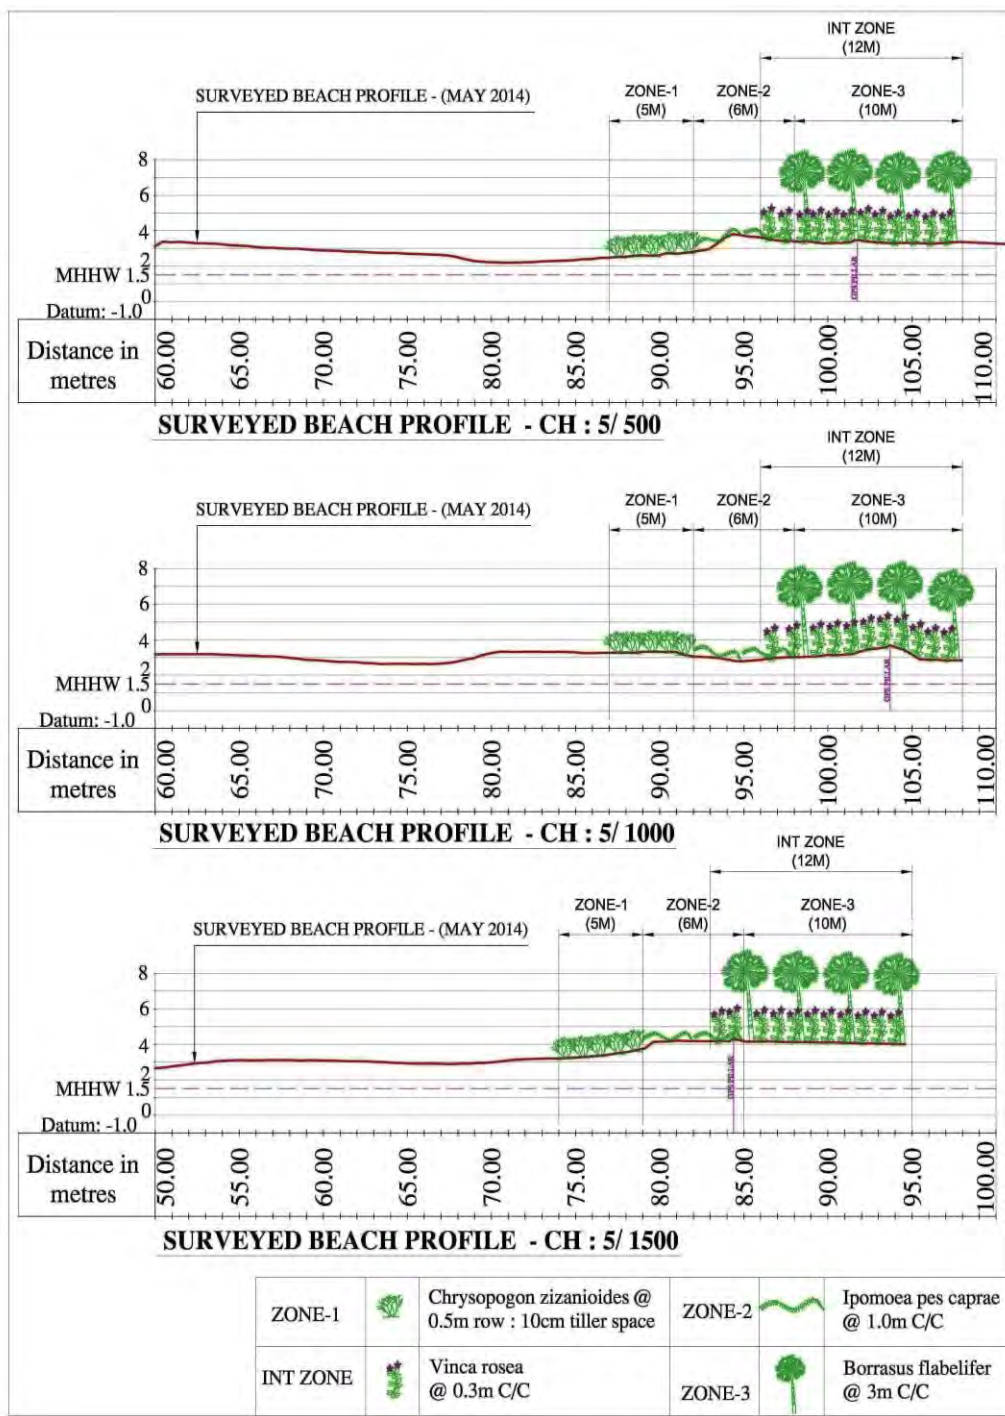 INT ZONE
(12M)
SURVEYED BEACH PROFILE - (MAY 2014)
ZONE-1
(5M)
ZONE-2
(6M)
ZONE-3
(10M)
8
6
4
2
MHHW 1.5
0
Datum: -1.0
GPS PILLAR
Distance in
metres
60.00 65.00 70.00 75.00 80.00 85.00 90.00 95.00 100.00 105.00 110.00
SURVEYED BEACH PROFILE - CH : 5/ 500
INT ZONE
(12M)
SURVEYED BEACH PROFILE - (MAY 2014)
ZONE-1
(5M)
ZONE-2
(6M)
ZONE-3
(10M)
8
6
4
2
MHHW 1.5
0
Datum: -1.0
GPS PILLAR
Distance in
metres
60.00 65.00 70.00 75.00 80.00 85.00 90.00 95.00 100.00 105.00 110.00
SURVEYED BEACH PROFILE - CH : 5/ 1000
INT ZONE
(12M)
SURVEYED BEACH PROFILE - (MAY 2014)
ZONE-1
(5M)
ZONE-2
(6M)
ZONE-3
(10M)
8
6
4
2
MHHW 1.5
0
Datum: -1.0
GPS PILLAR
Distance in
metres
50.00 55.00 60.00 65.00 70.00 75.00 80.00 85.00 90.00 95.00 100.00
SURVEYED BEACH PROFILE - CH : 5/ 1500
ZONE-1
Chrysopogon zizanioides @
0.5m row : 10cm tiller space
ZONE-2
Ipomoea pes caprae
@ 1.0m C/C
INT ZONE
Vinca rosea
@ 0.3m C/C
ZONE-3
Borrasus flabelifer
@ 3m C/C